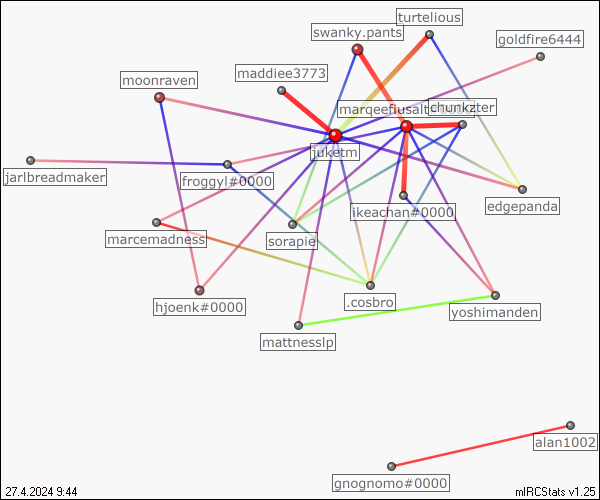 turtelious
swanky.pants
goldfire6444
maddiee3773
moonraven
chunkzter
juketm
jarlbreadmaker
froggyl#0000
edgepanda
ikeachan#0000
marcemadness
sorapie
hjoenk#0000
.cosbro
yoshimanden
mattnesslp
alan1002
gnognomo#0000
27.4.2024 9:44
mIRCStats v1.25